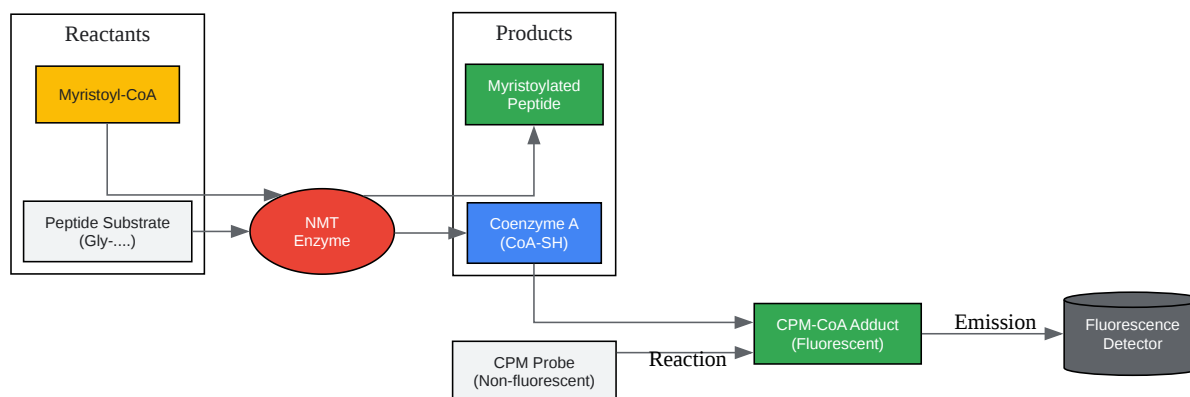 Reactants
Products
Myristoyl-CoA
Myristoylated
Peptide
Peptide Substrate
(Gly-....)
NMT
Enzyme
Coenzyme A
(CoA-SH)
CPM Probe
(Non-fluorescent)
Reaction
CPM-CoA Adduct
(Fluorescent)
Emission
Fluorescence
Detector